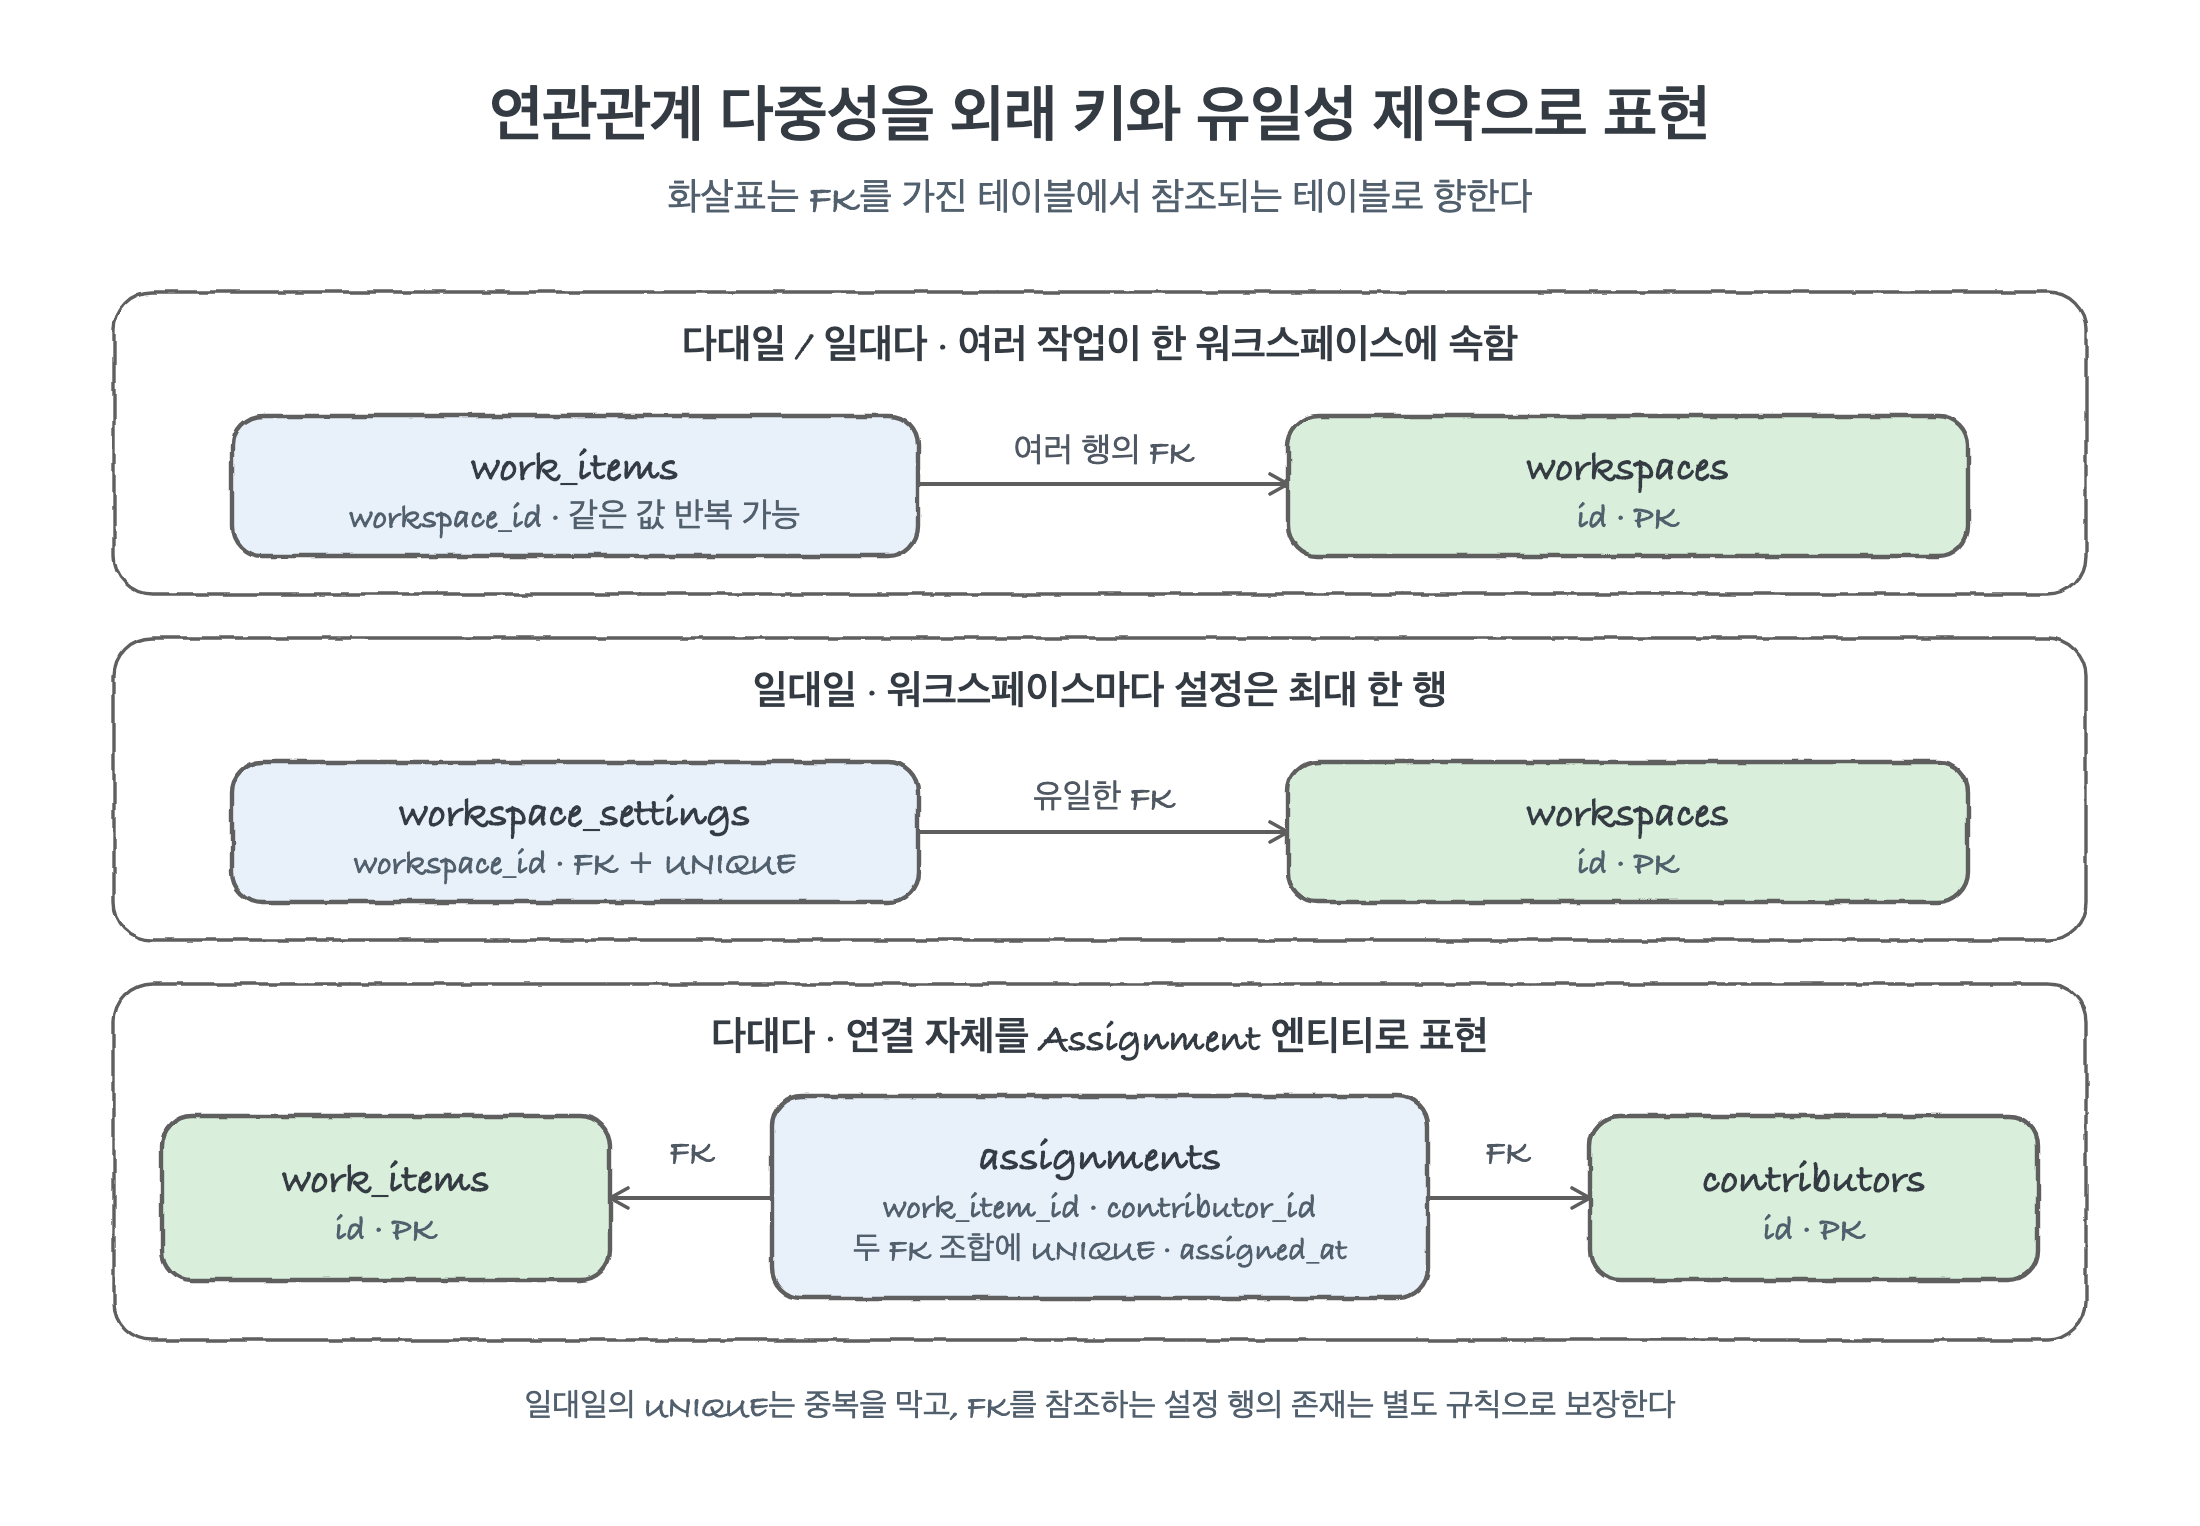 연관관계 다중성을 외래 키와 유일성 제약으로 표현
화살표는 FK를 가진 테이블에서 참조되는 테이블로 향한다
다대일 / 일대다 · 여러 작업이 한 워크스페이스에 속함
work_items
workspace_id · 같은 값 반복 가능
여러 행의 FK
workspaces
id · PK
일대일 · 워크스페이스마다 설정은 최대 한 행
workspace_settings
workspace_id · FK + UNIQUE
유일한 FK
workspaces
id · PK
다대다 · 연결 자체를 Assignment 엔티티로 표현
work_items
id · PK
FK
assignments
work_item_id · contributor_id
두 FK 조합에 UNIQUE · assigned_at
FK
contributors
id · PK
일대일의 UNIQUE는 중복을 막고, FK를 참조하는 설정 행의 존재는 별도 규칙으로 보장한다